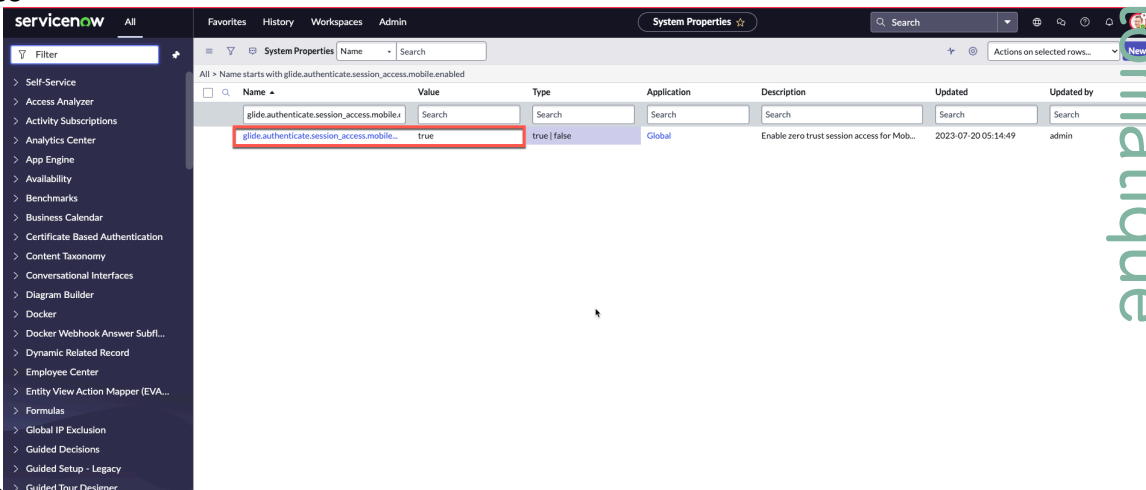 servicenow All Favorites History Workspaces Admin System Properties Search
Filter System Properties Name Search Actions on selected rows... New
All > Name starts with glide.authenticate.session_access.mobile.enabled
Name Value Type Application Description Updated Updated by
glide.authenticate.session_access.mobile. Search Search Search Search Search Search
glide.authenticate.session_access.mobile... true true | false Global Enable zero trust session access for Mob... 2023-07-20 05:14:49 admin
Self-Service
Access Analyzer
Activity Subscriptions
Analytics Center
App Engine
Availability
Benchmarks
Business Calendar
Certificate Based Authentication
Content Taxonomy
Conversational Interfaces
Diagram Builder
Docker
Docker Webhook Answer Subfl...
Dynamic Related Record
Employee Center
Entity View Action Mapper (EVA...
Formulas
Global IP Exclusion
Guided Decisions
Guided Setup - Legacy
Guided Tour Designer